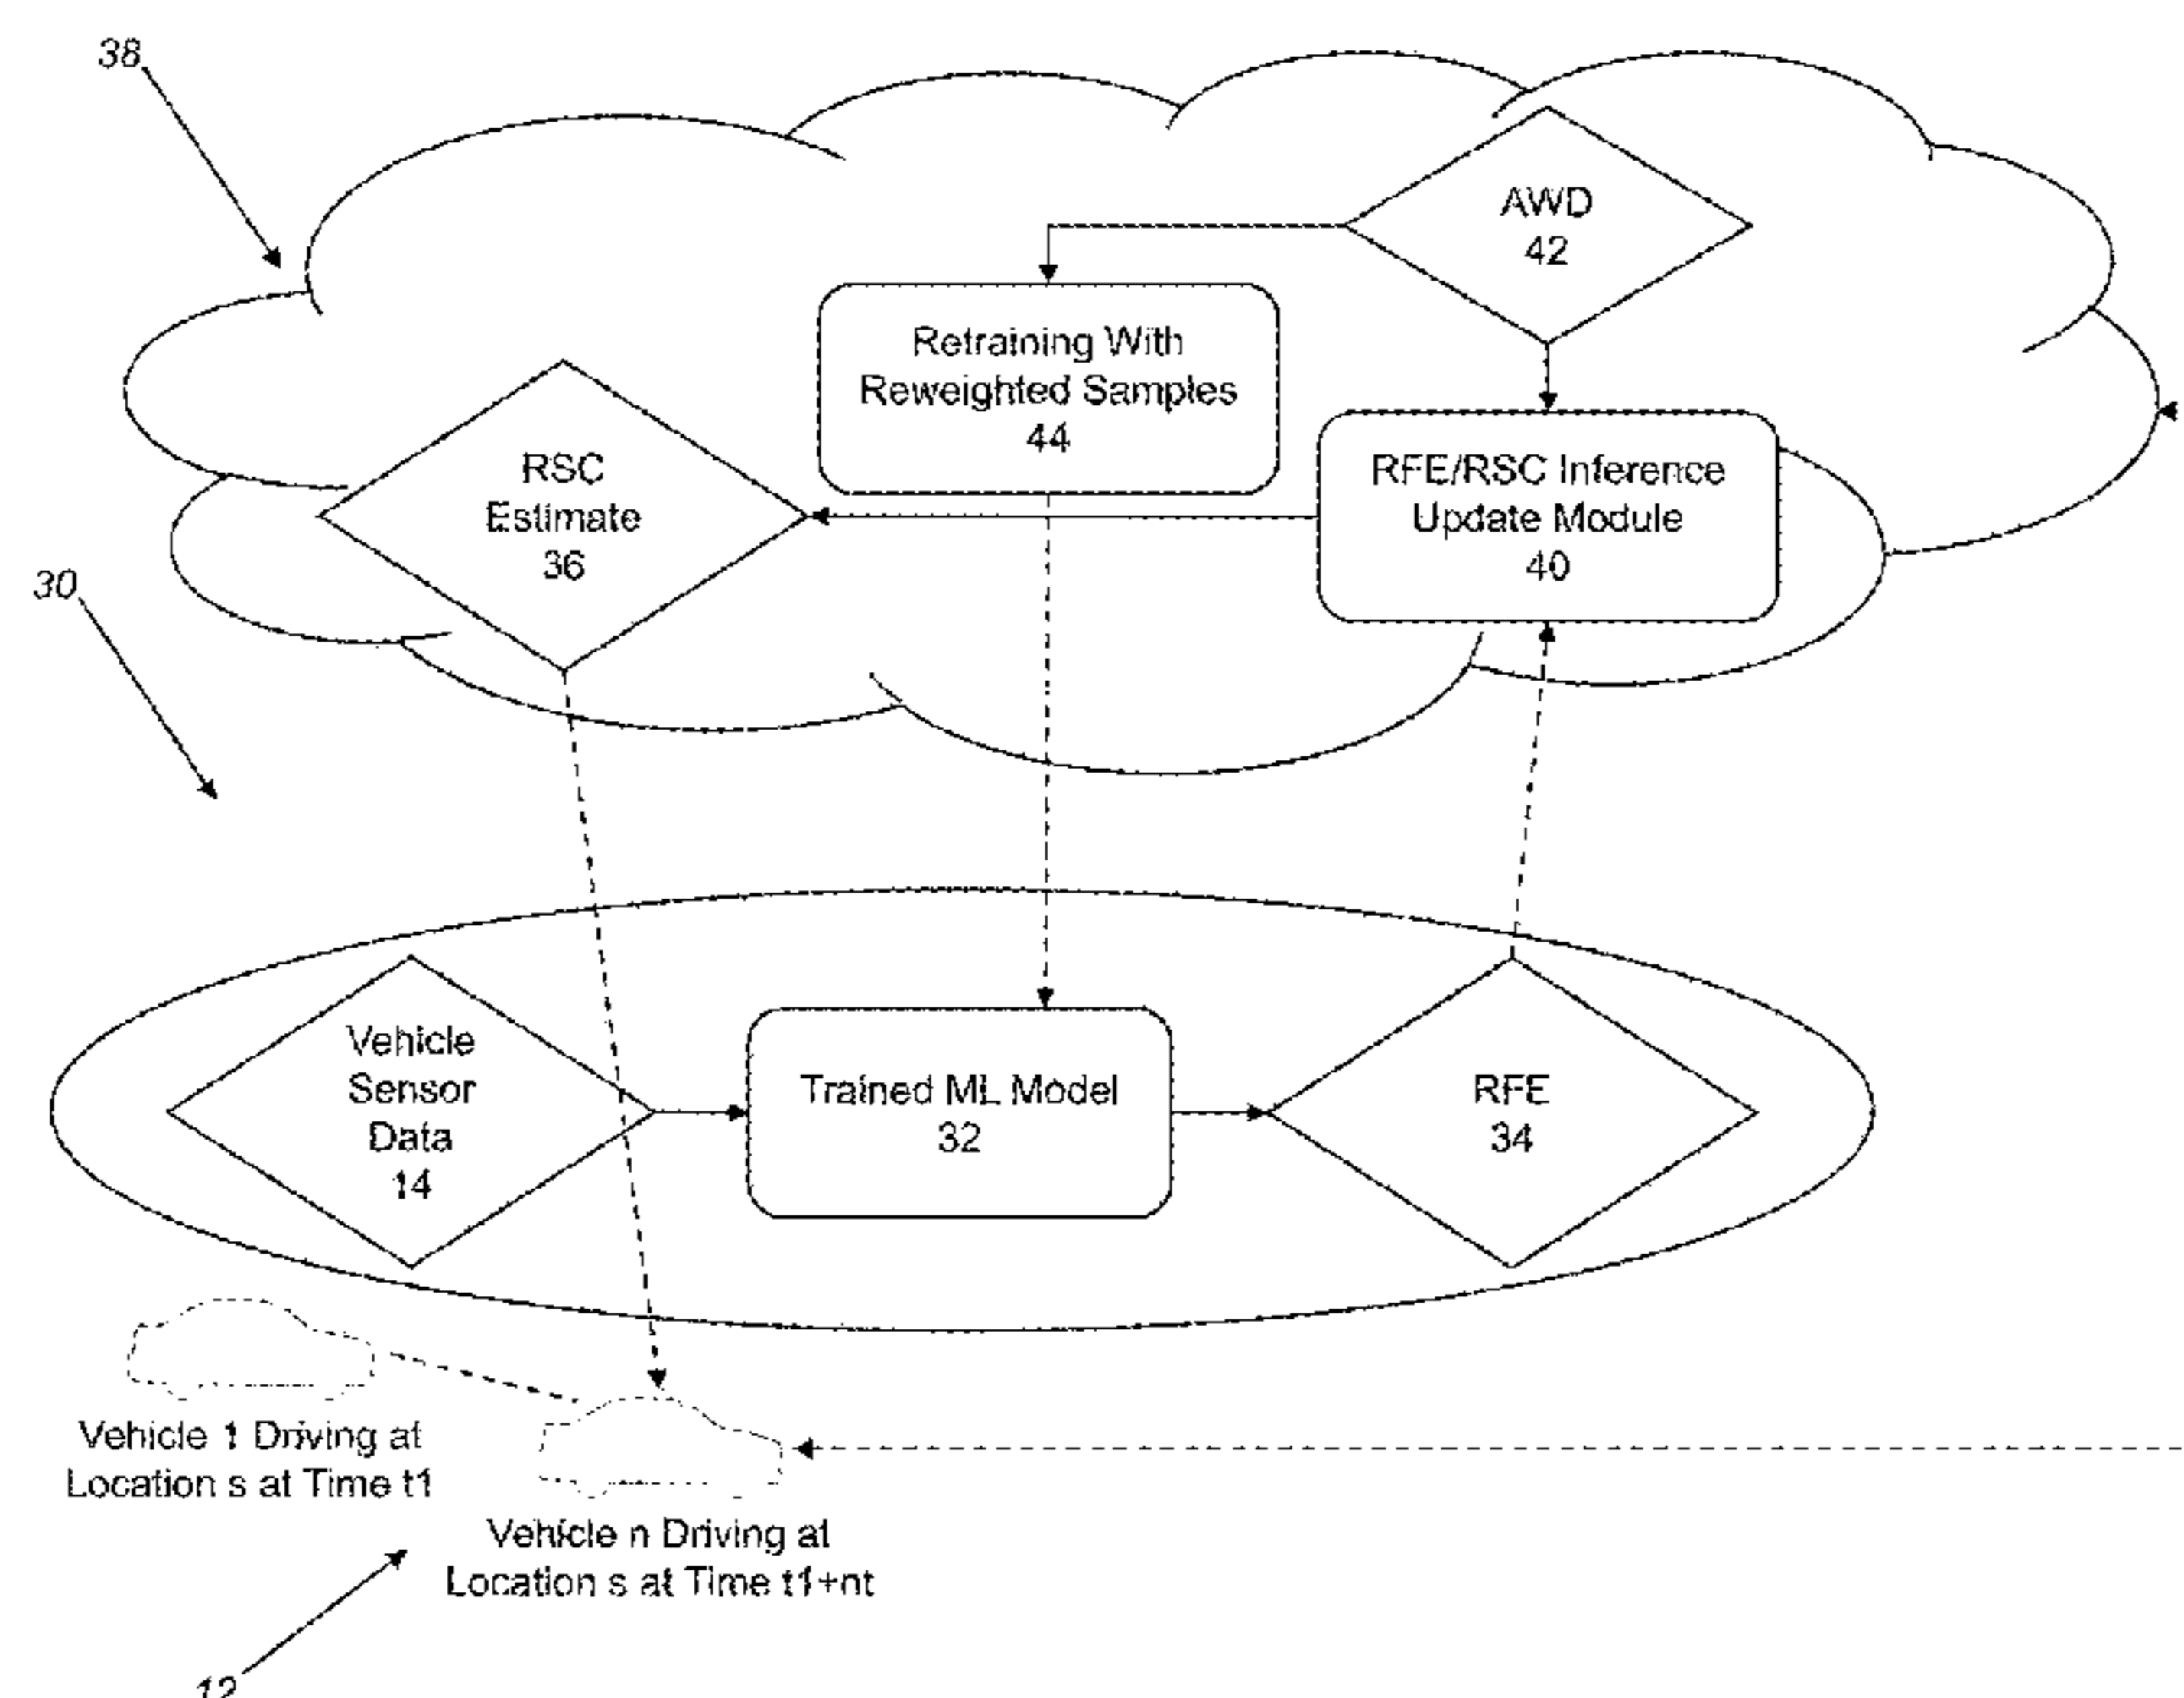 38
AWD
42
Retraining With
Reweighted Samples
44
RSC
Estimate
36
RFE/RSC Inference
Update Module
40
30
Vehicle
Sensor
Data
14
Trained ML Model
32
RFE
34
Vehicle 1 Driving at
Location s at Time t1
Vehicle n Driving at
Location s at Time t1+nt
12